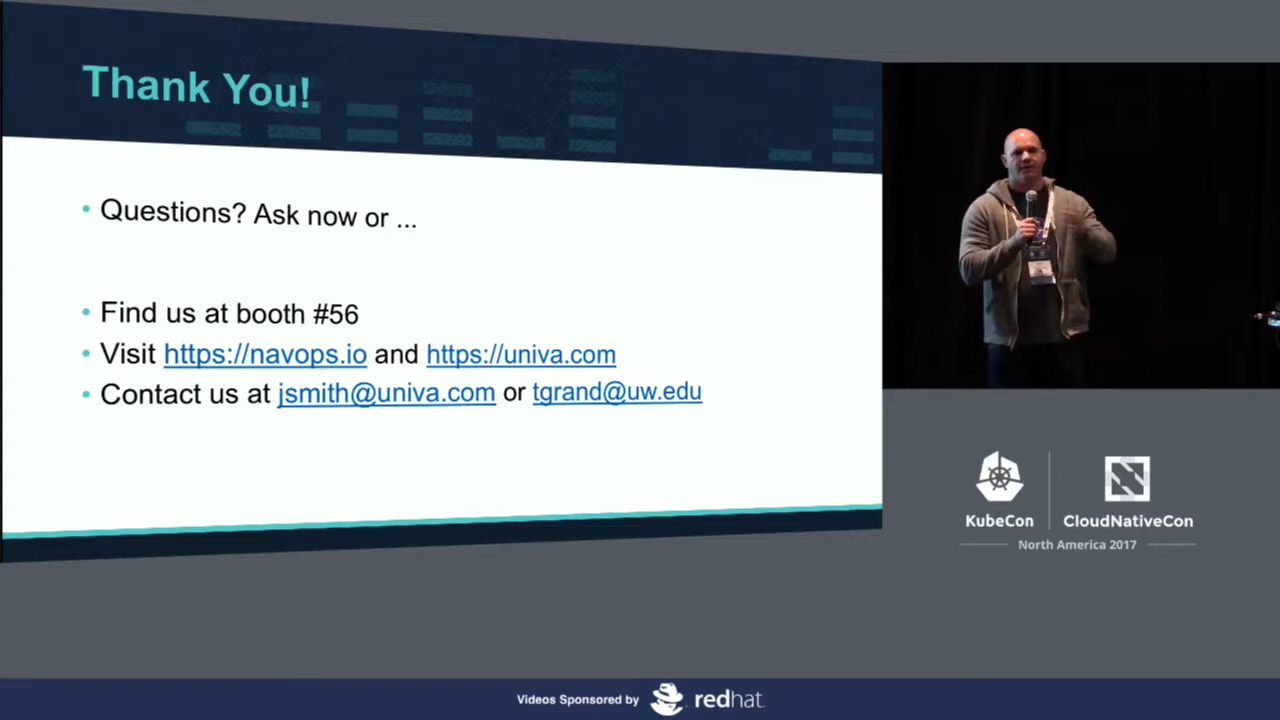 Thank You!
• Questions? Ask now or ...
• Find us at booth #56
• Visit https://navops.io and https://univa.com
• Contact us at jsmith@univa.com or tgrand@uw.edu
KubeCon
CloudNativeCon
North America 2017
Videos Sponsored by redhat.